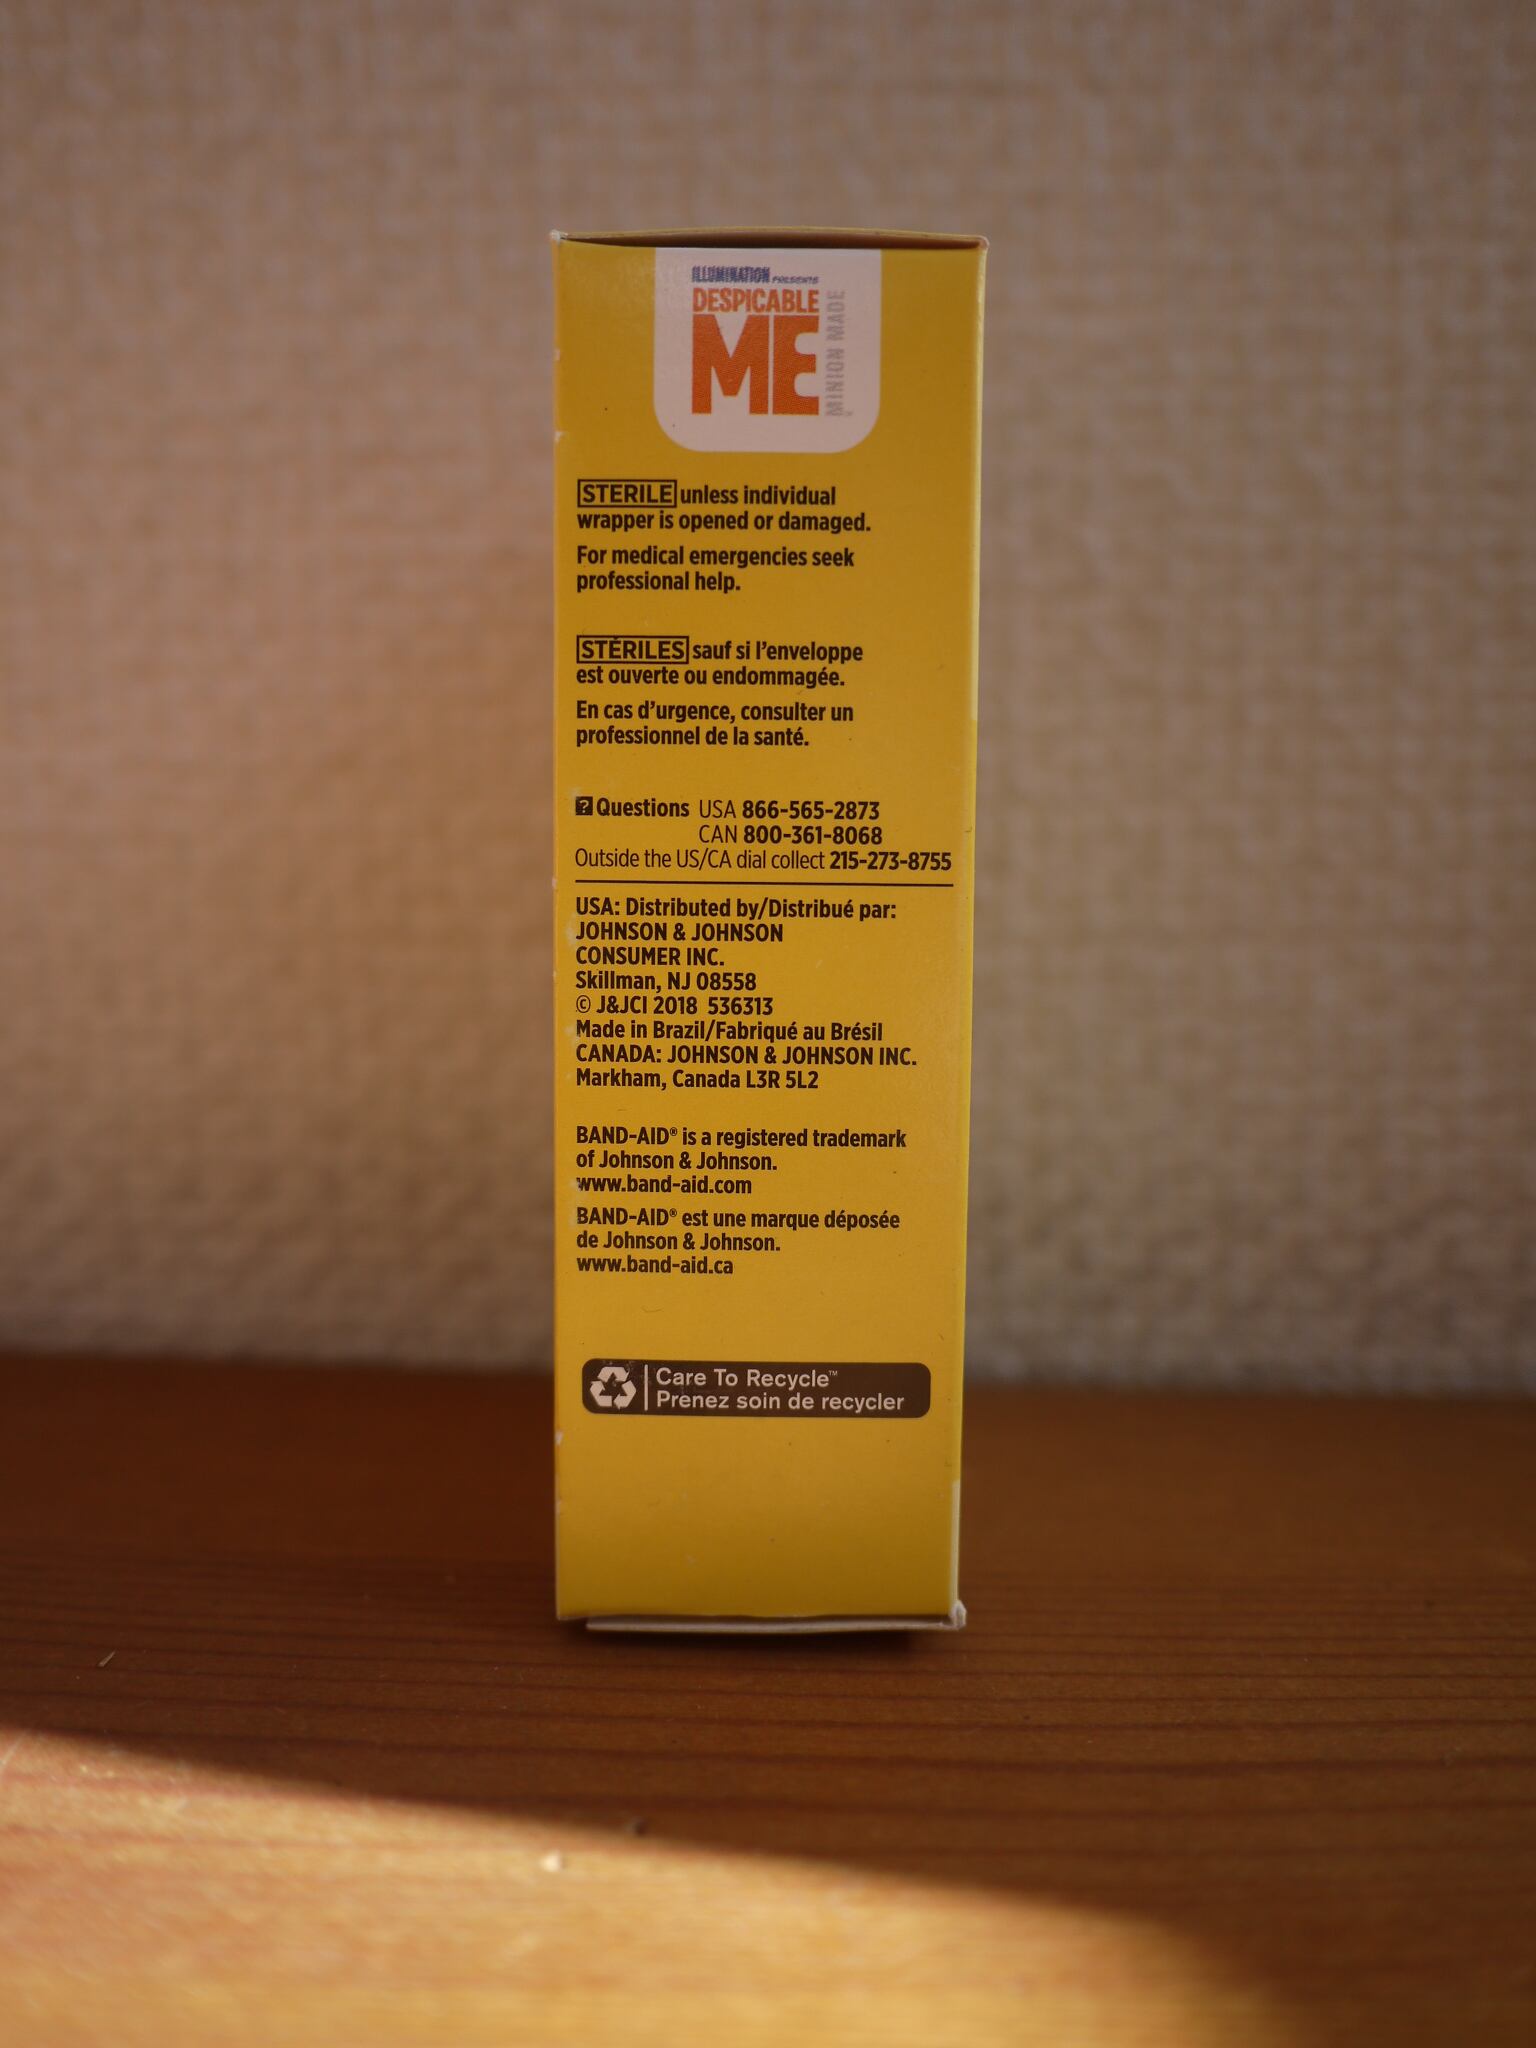 ILLUMINATION PRESENTS
DESPICABLE
ME
MINION MADE
STERILE unless individual
wrapper is opened or damaged.
For medical emergencies seek
professional help.
STÉRILES sauf si l'enveloppe
est ouverte ou endommagée.
En cas d'urgence, consulter un
professionnel de la santé.
? Questions USA 866-565-2873
CAN 800-361-8068
Outside the US/CA dial collect 215-273-8755
USA: Distributed by/Distribué par:
JOHNSON & JOHNSON
CONSUMER INC.
Skillman, NJ 08558
© J&JCI 2018 536313
Made in Brazil/Fabriqué au Brésil
CANADA: JOHNSON & JOHNSON INC.
Markham, Canada L3R 5L2
BAND-AID® is a registered trademark
of Johnson & Johnson.
www.band-aid.com
BAND-AID® est une marque déposée
de Johnson & Johnson.
www.band-aid.ca
Care To Recycle™
Prenez soin de recycler